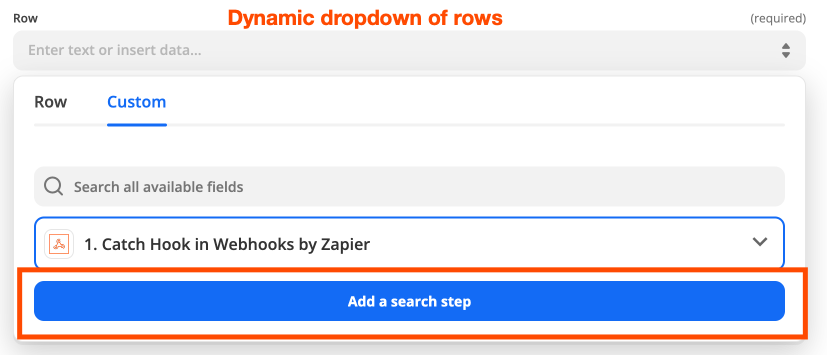 Row
Dynamic dropdown of rows
(required)
Enter text or insert data...
Row
Custom
Search all available fields
1. Catch Hook in Webhooks by Zapier
Add a search step